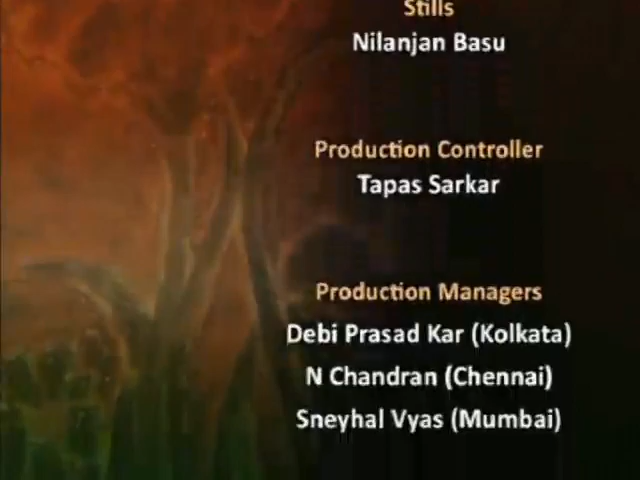 Stills
Nilanjan Basu
Production Controller
Tapas Sarkar
Production Managers
Debi Prasad Kar (Kolkata)
N Chandran (Chennai)
Sneyhal Vyas (Mumbai)